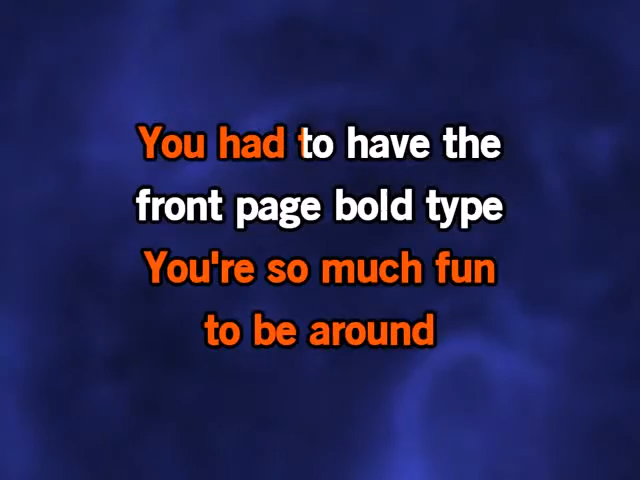 You had to have the
front page bold type
You're so much fun
to be around